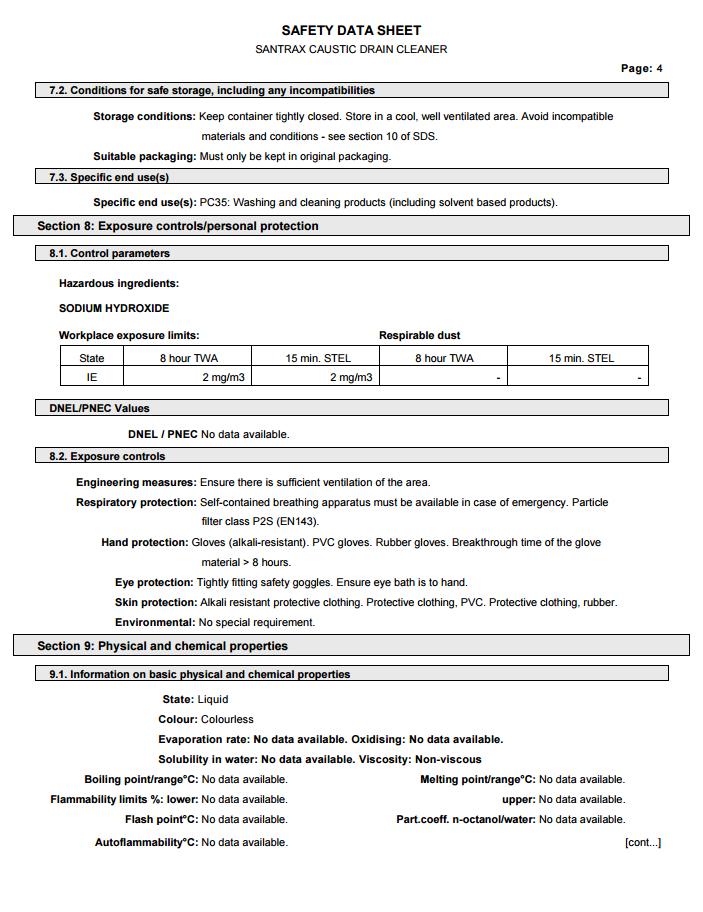 SAFETY DATA SHEET
SANTRAX CAUSTIC DRAIN CLEANER
Page: 4
7.2. Conditions for safe storage, including any incompatibilities
Storage conditions: Keep container tightly closed. Store in a cool, well ventilated area. Avoid incompatible
materials and conditions - see section 10 of SDS.
Suitable packaging: Must only be kept in original packaging.
7.3. Specific end use(s)
Specific end use(s): PC35: Washing and cleaning products (including solvent based products).
Section 8: Exposure controls/personal protection
8.1. Control parameters
Hazardous ingredients:
SODIUM HYDROXIDE
Workplace exposure limits: Respirable dust
State 8 hour TWA 15 min. STEL 8 hour TWA 15 min. STEL
IE 2 mg/m3 2 mg/m3 - -
DNEL/PNEC Values
DNEL / PNEC No data available.
8.2. Exposure controls
Engineering measures: Ensure there is sufficient ventilation of the area.
Respiratory protection: Self-contained breathing apparatus must be available in case of emergency. Particle
filter class P2S (EN143).
Hand protection: Gloves (alkali-resistant). PVC gloves. Rubber gloves. Breakthrough time of the glove
material > 8 hours.
Eye protection: Tightly fitting safety goggles. Ensure eye bath is to hand.
Skin protection: Alkali resistant protective clothing. Protective clothing, PVC. Protective clothing, rubber.
Environmental: No special requirement.
Section 9: Physical and chemical properties
9.1. Information on basic physical and chemical properties
State: Liquid
Colour: Colourless
Evaporation rate: No data available. Oxidising: No data available.
Solubility in water: No data available. Viscosity: Non-viscous
Boiling point/range°C: No data available. Melting point/range°C: No data available.
Flammability limits %: lower: No data available. upper: No data available.
Flash point°C: No data available. Part.coeff. n-octanol/water: No data available.
Autoflammability°C: No data available. [cont...]